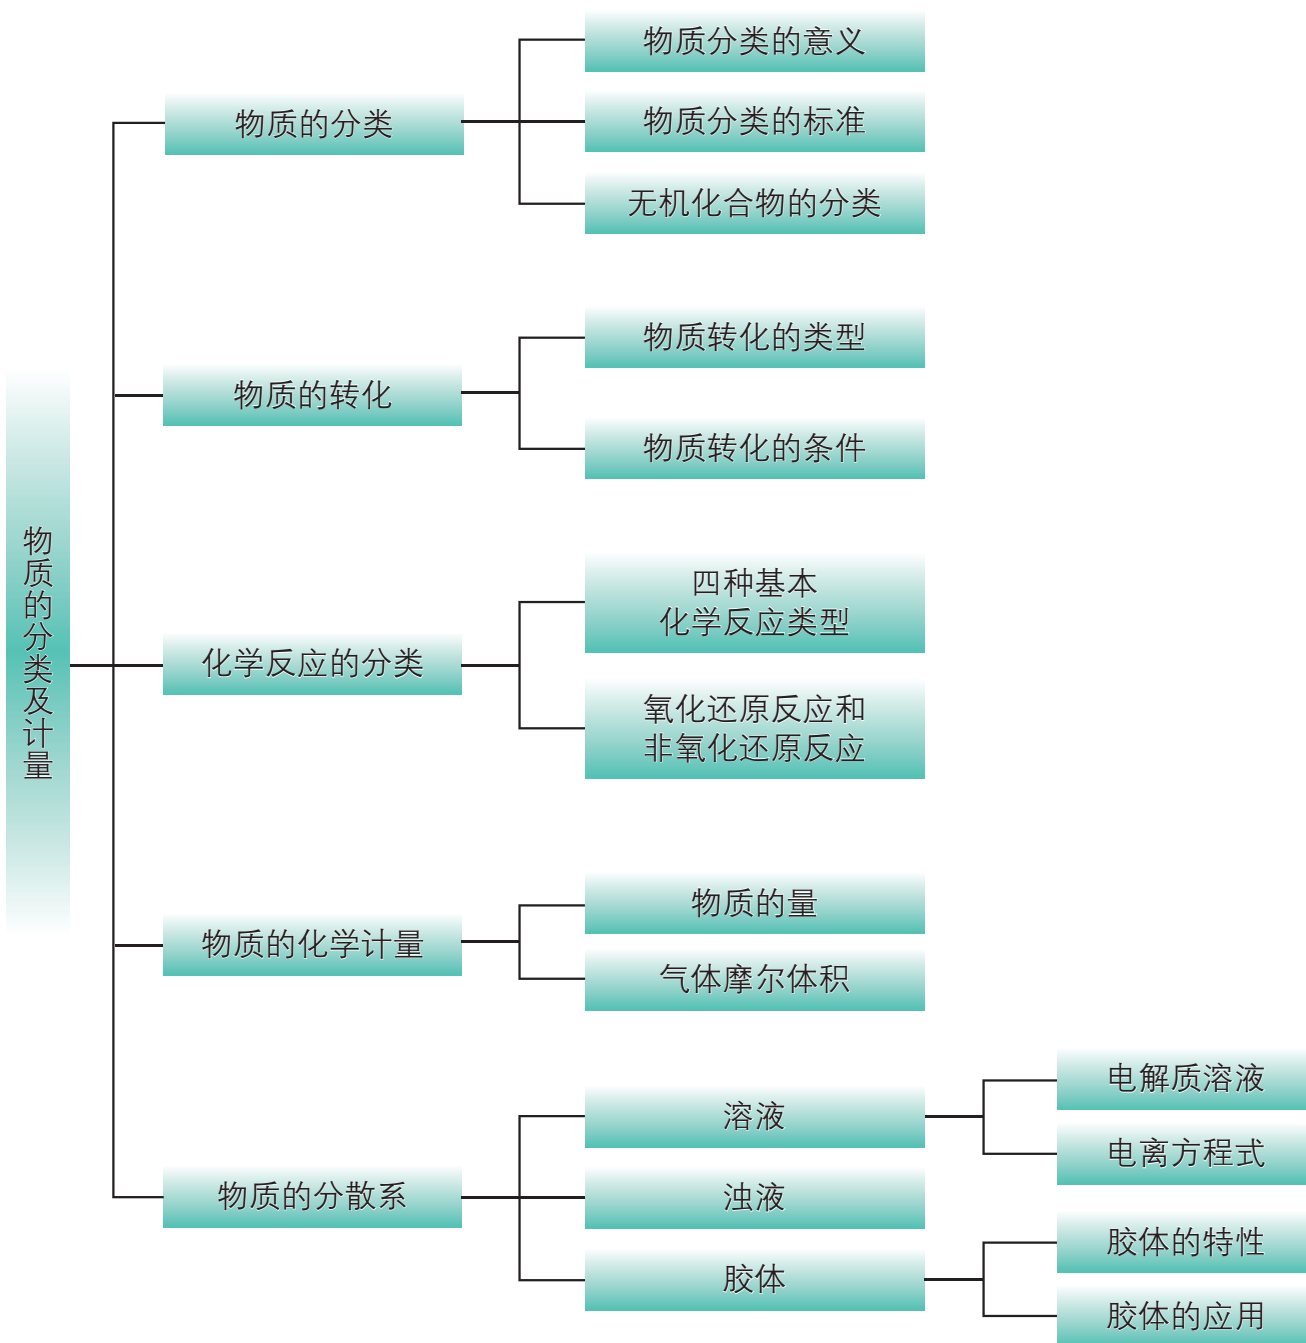 物质的分类及计量
物质的分类
物质分类的意义
物质分类的标准
无机化合物的分类
物质的转化
物质转化的类型
物质转化的条件
化学反应的分类
四种基本
化学反应类型
氧化还原反应和
非氧化还原反应
物质的化学计量
物质的量
气体摩尔体积
物质的分散系
溶液
电解质溶液
电离方程式
浊液
胶体
胶体的特性
胶体的应用